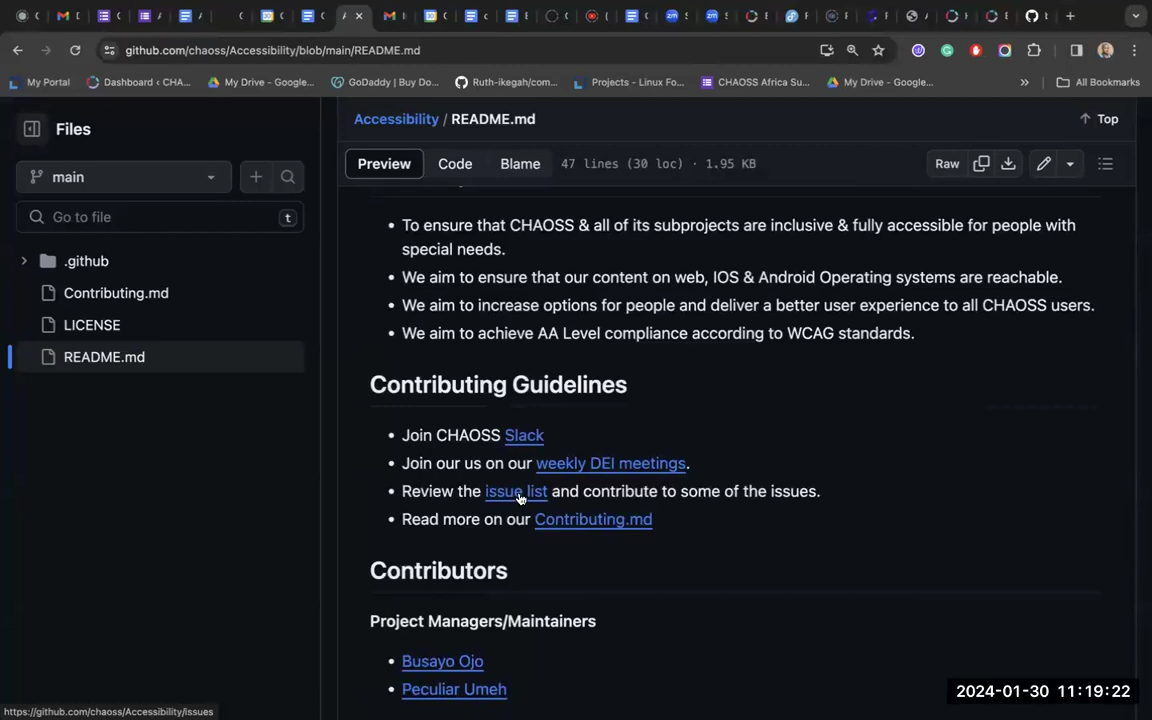 github.com/chaoss/Accessibility/blob/main/README.md
My Portal
Dashboard ‹ CHA...
My Drive - Google...
GoDaddy | Buy Do...
Ruth-ikegah/com...
Projects - Linux Fo...
CHAOSS Africa Su...
My Drive - Google...
»
All Bookmarks
Files
Accessibility / README.md
Top
main
Preview
Code
Blame
47 lines (30 loc) · 1.95 KB
Raw
Go to file
t
.github
Contributing.md
LICENSE
README.md
• To ensure that CHAOSS & all of its subprojects are inclusive & fully accessible for people with
special needs.
• We aim to ensure that our content on web, IOS & Android Operating systems are reachable.
• We aim to increase options for people and deliver a better user experience to all CHAOSS users.
• We aim to achieve AA Level compliance according to WCAG standards.
Contributing Guidelines
• Join CHAOSS Slack
• Join our us on our weekly DEI meetings.
• Review the issue list and contribute to some of the issues.
• Read more on our Contributing.md
Contributors
Project Managers/Maintainers
• Busayo Ojo
• Peculiar Umeh
https://github.com/chaoss/Accessibility/issues
2024-01-30 11:19:22